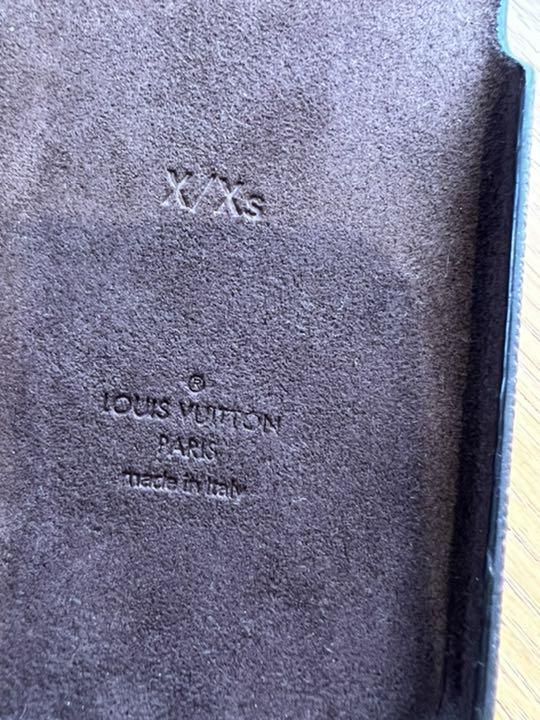 X/Xs
®
LOUIS VUITTON
PARIS
made in Italy